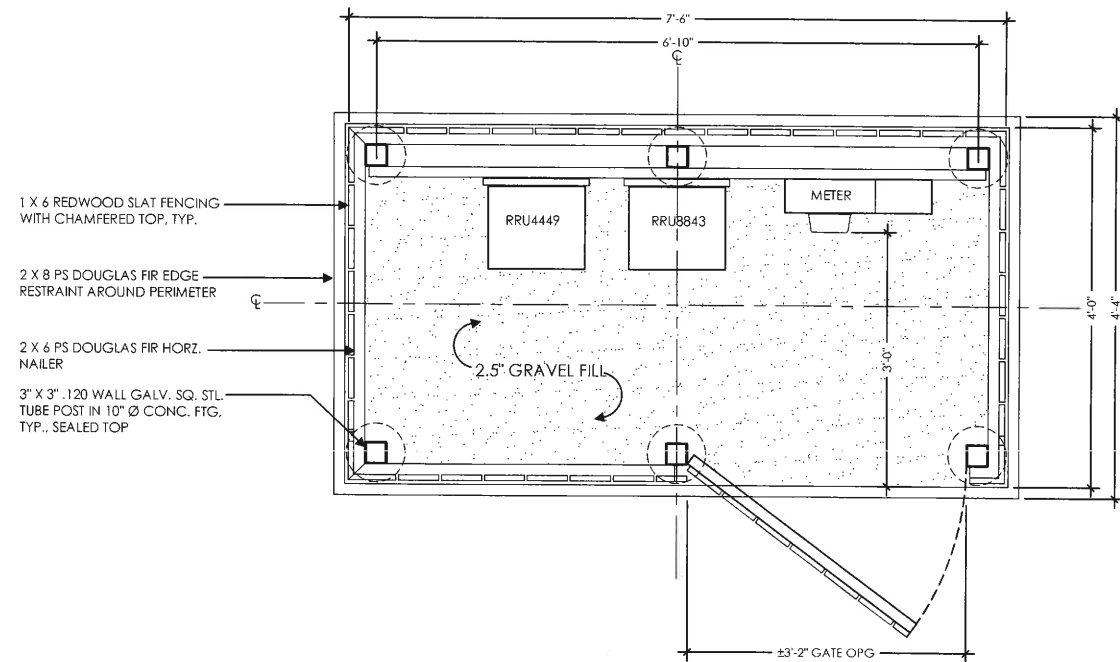 7'-6"
6'-10"
℄
1 X 6 REDWOOD SLAT FENCING
WITH CHAMFERED TOP, TYP.
2 X 8 PS DOUGLAS FIR EDGE
RESTRAINT AROUND PERIMETER
℄
2 X 6 PS DOUGLAS FIR HORZ.
NAILER
3" X 3" .120 WALL GALV. SQ. STL.
TUBE POST IN 10" Ø CONC. FTG,
TYP., SEALED TOP
RRU4449
RRU8843
METER
2.5" GRAVEL FILL
3'-0"
4'-0"
4'-4"
±3'-2" GATE OPG